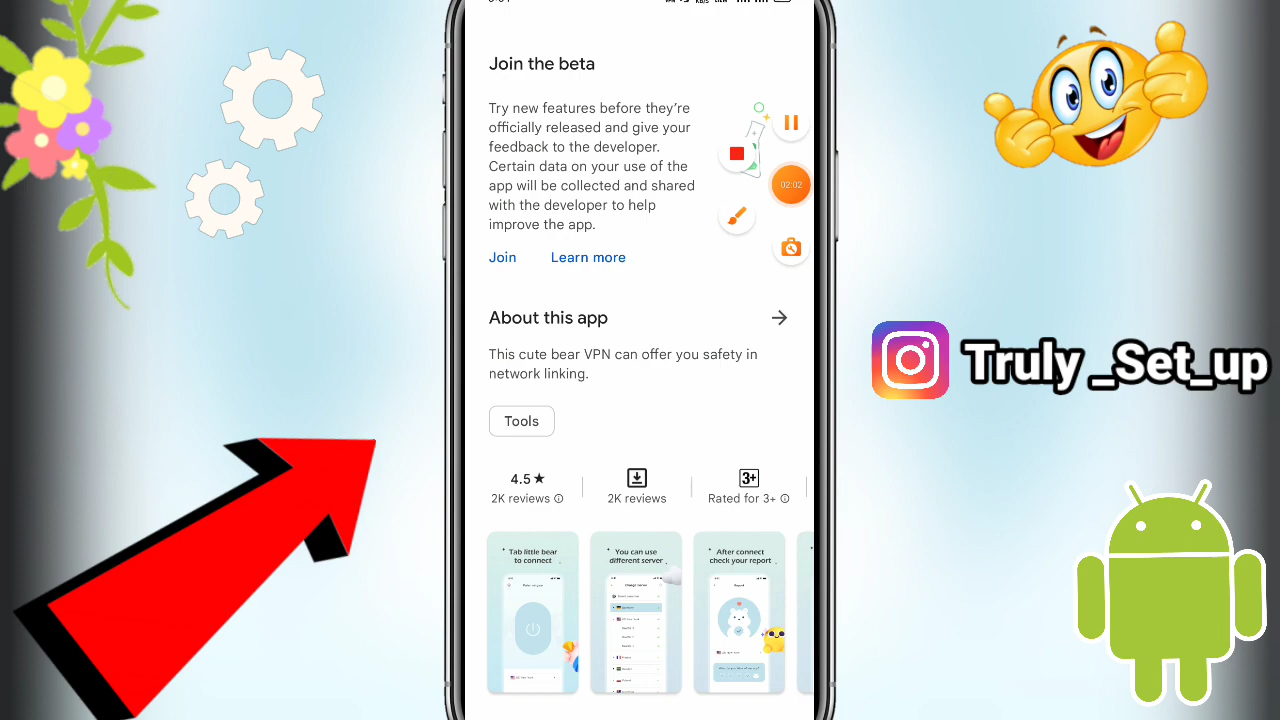 Join the beta
Try new features before they're
officially released and give your
feedback to the developer.
Certain data on your use of the
app will be collected and shared
with the developer to help
improve the app.
Join Learn more
02:02
About this app
This cute bear VPN can offer you safety in
network linking.
Tools
4.5★
2K reviews
2K reviews
3+
Rated for 3+
Tab little bear
to connect
You can use
different server
After connect
check your report
Truly _Set_up